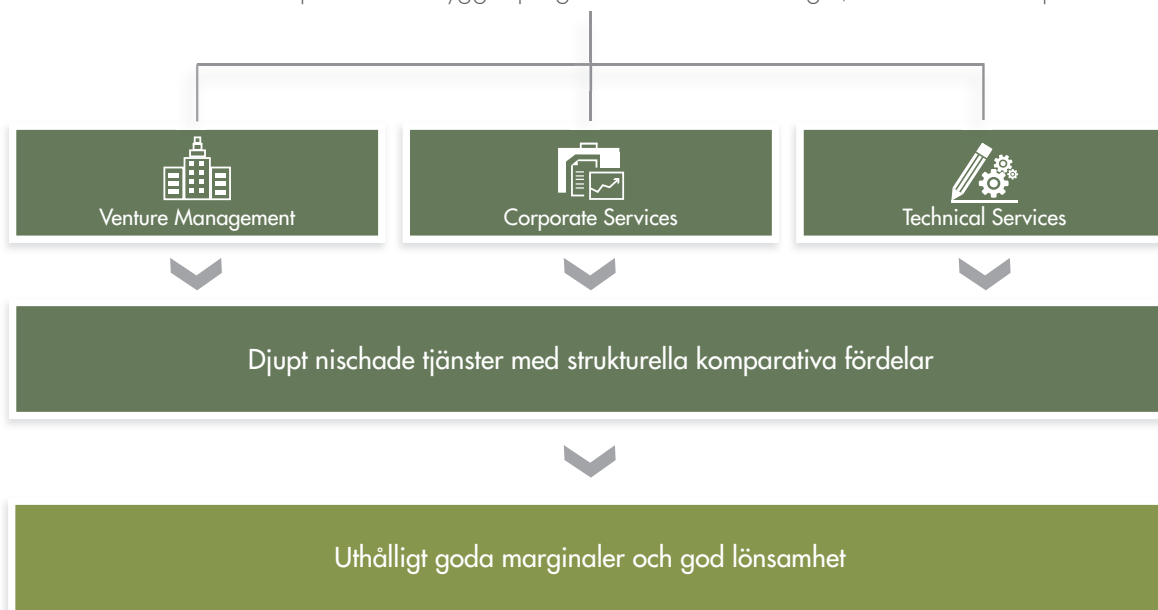 Venture Management
Corporate Services
Technical Services
Djupt nischade tjänster med strukturella komparativa fördelar
Uthålligt goda marginaler och god lönsamhet